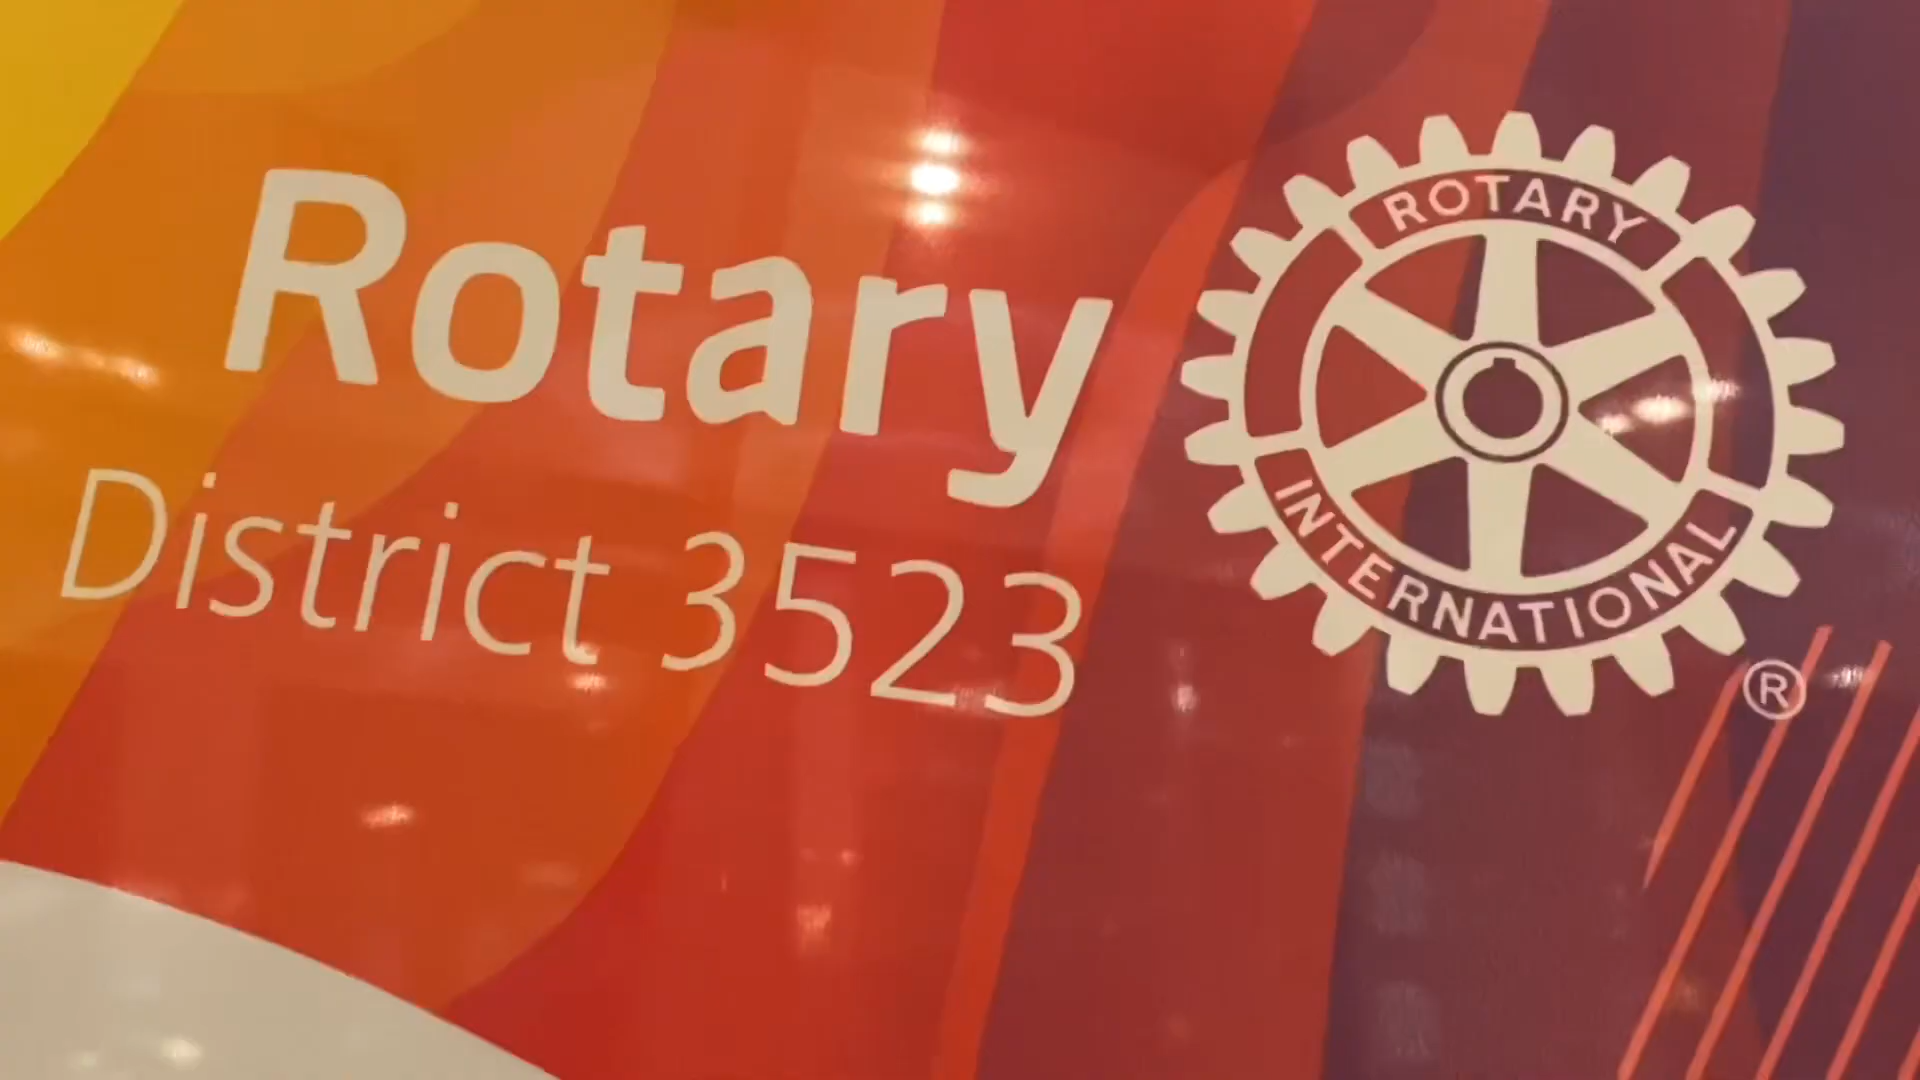 Rotary
District 3523
ROTARY
INTERNATIONAL
®